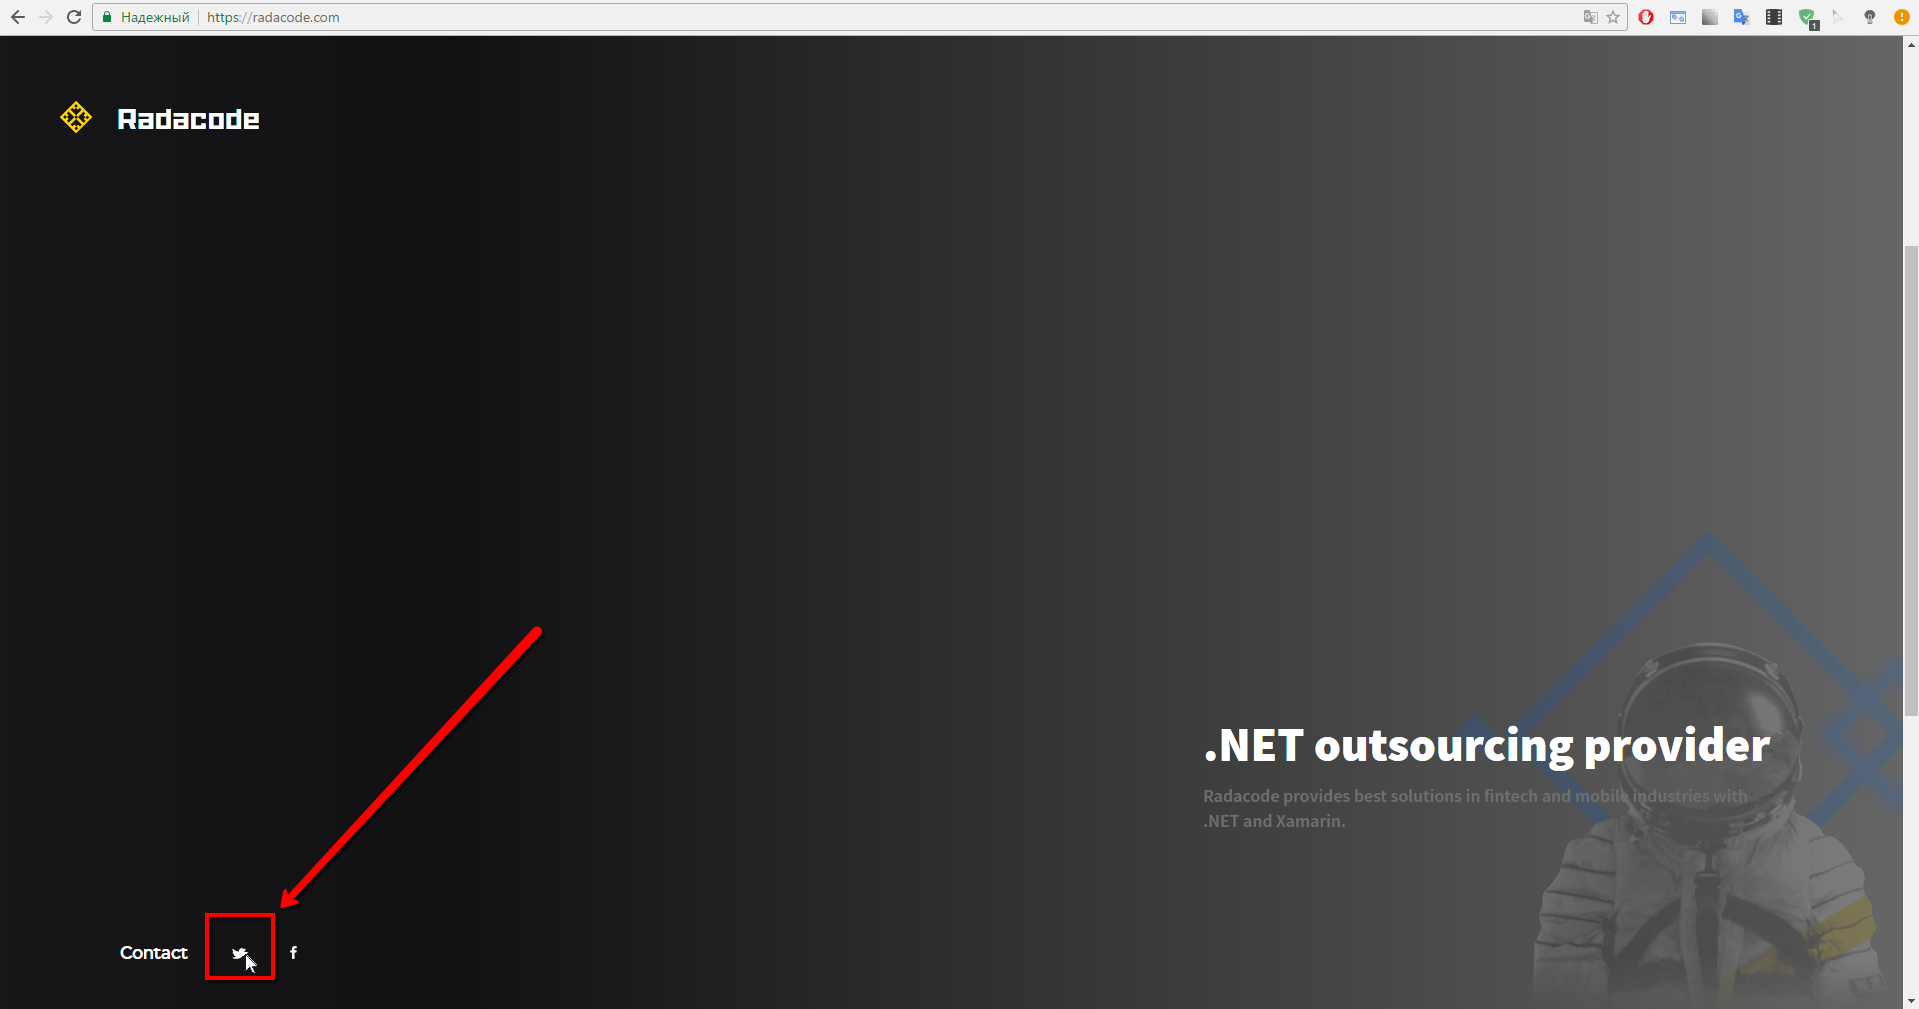 Надежный https://radacode.com
1
Radacode
.NET outsourcing provider
Radacode provides best solutions in fintech and mobile industries with
.NET and Xamarin.
Contact